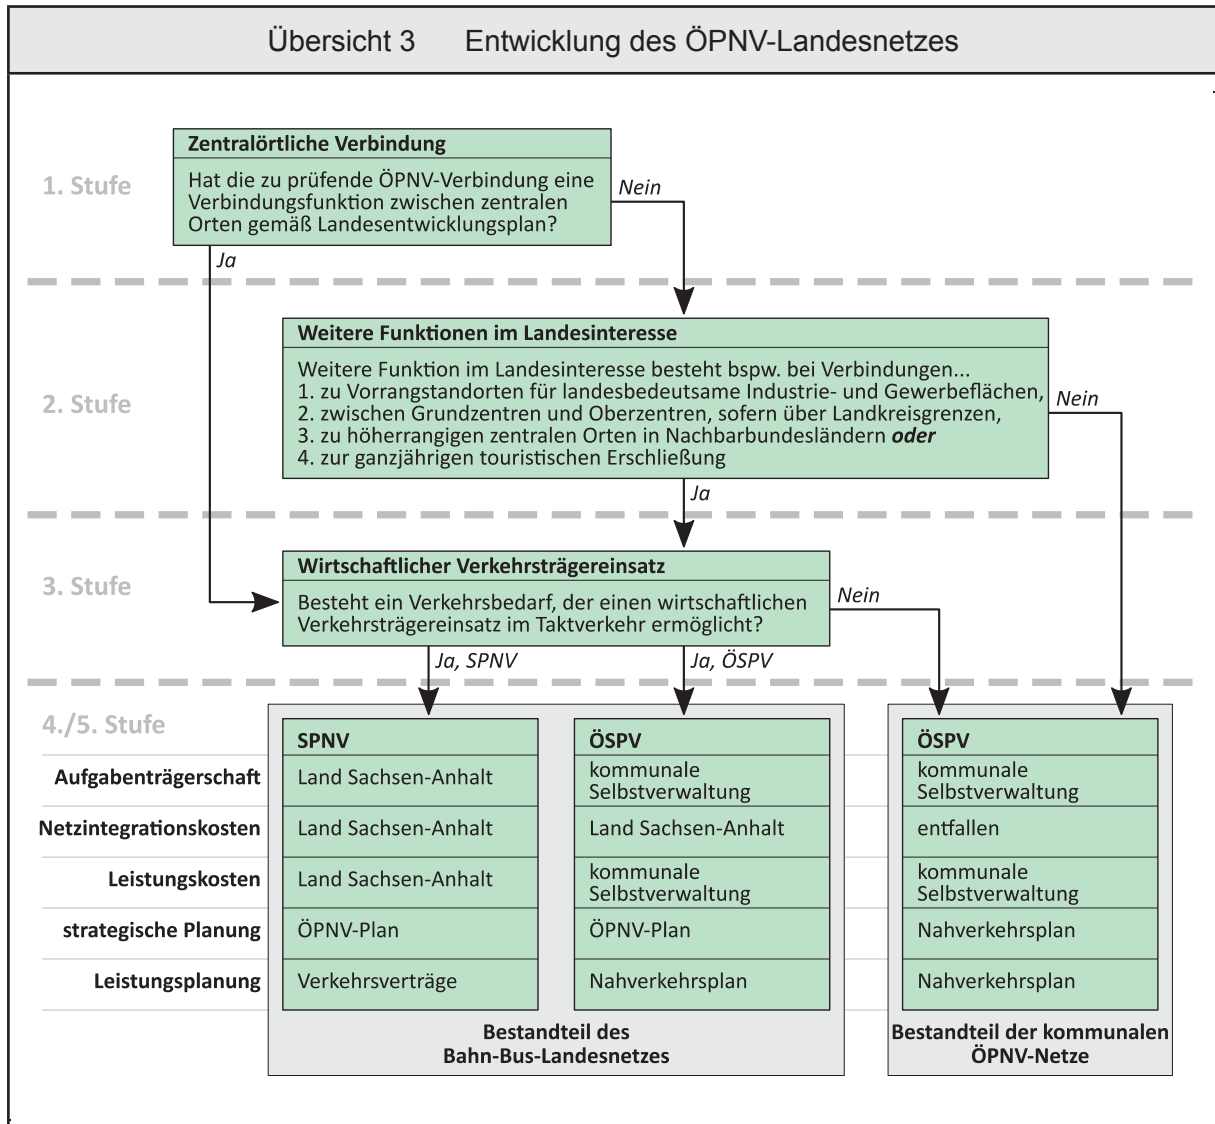 Übersicht 3 Entwicklung des ÖPNV-Landesnetzes
1. Stufe
Zentralörtliche Verbindung
Hat die zu prüfende ÖPNV-Verbindung eine
Verbindungsfunktion zwischen zentralen
Orten gemäß Landesentwicklungsplan?
Nein
Ja
2. Stufe
Weitere Funktionen im Landesinteresse
Weitere Funktion im Landesinteresse besteht bspw. bei Verbindungen...
1. zu Vorrangstandorten für landesbedeutsame Industrie- und Gewerbeflächen,
2. zwischen Grundzentren und Oberzentren, sofern über Landkreisgrenzen,
3. zu höherrangigen zentralen Orten in Nachbarbundesländern oder
4. zur ganzjährigen touristischen Erschließung
Nein
Ja
3. Stufe
Wirtschaftlicher Verkehrsträgereinsatz
Besteht ein Verkehrsbedarf, der einen wirtschaftlichen
Verkehrsträgereinsatz im Taktverkehr ermöglicht?
Nein
Ja, SPNV
Ja, ÖSPV
4./5. Stufe
SPNV
ÖSPV
ÖSPV
Aufgabenträgerschaft
Land Sachsen-Anhalt
kommunale
Selbstverwaltung
kommunale
Selbstverwaltung
Netzintegrationskosten
Land Sachsen-Anhalt
Land Sachsen-Anhalt
entfallen
Leistungskosten
Land Sachsen-Anhalt
kommunale
Selbstverwaltung
kommunale
Selbstverwaltung
strategische Planung
ÖPNV-Plan
ÖPNV-Plan
Nahverkehrsplan
Leistungsplanung
Verkehrsverträge
Nahverkehrsplan
Nahverkehrsplan
Bestandteil des
Bahn-Bus-Landesnetzes
Bestandteil der kommunalen
ÖPNV-Netze